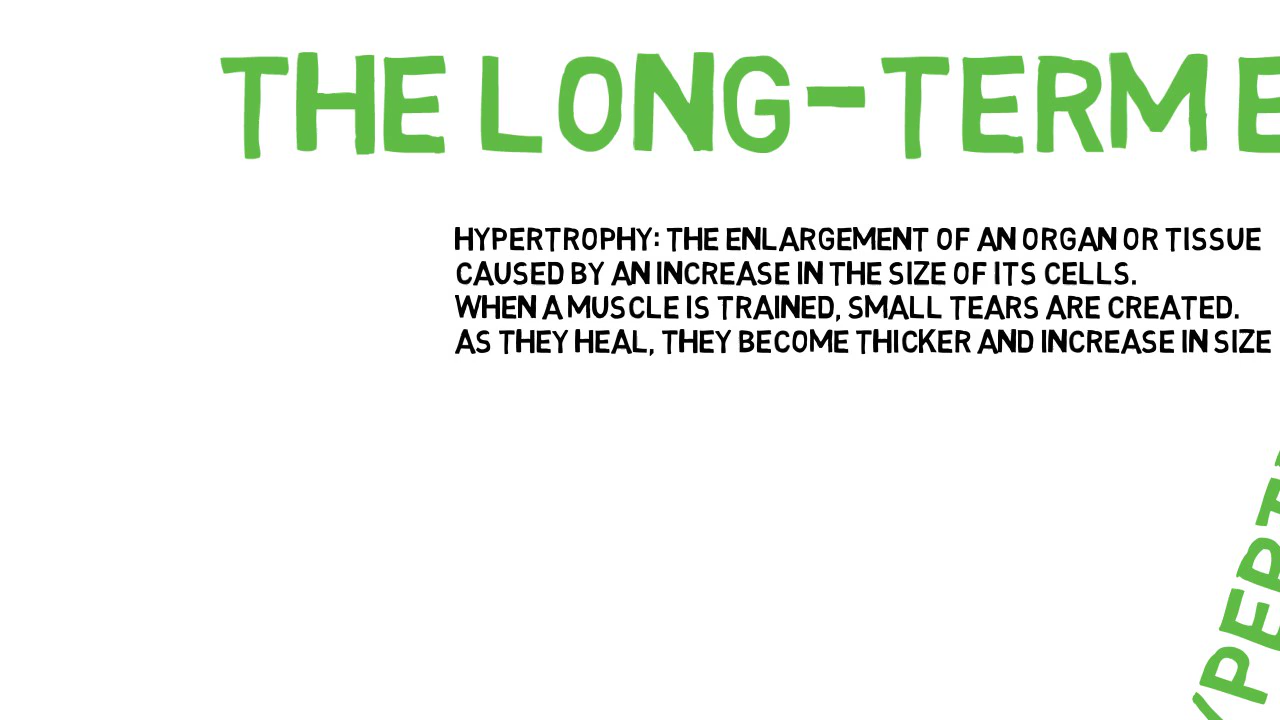 THE LONG-TERM E
HYPERTROPHY: THE ENLARGEMENT OF AN ORGAN OR TISSUE
CAUSED BY AN INCREASE IN THE SIZE OF ITS CELLS.
WHEN A MUSCLE IS TRAINED, SMALL TEARS ARE CREATED.
AS THEY HEAL, THEY BECOME THICKER AND INCREASE IN SIZE
YPERT